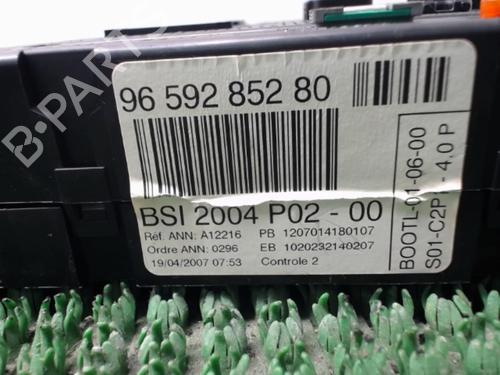 B-PARTS
96 592 852 80
BSI 2004 P02 - 00
Réf. ANN: A12216 PB 1207014180107
Ordre ANN: 0296 EB 1020232140207
19/04/2007 07:53 Controle 2
BOOTL-01-06-00
S01-C2P - 4,0 P